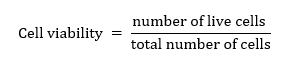 Cell viability = number of live cells
total number of cells